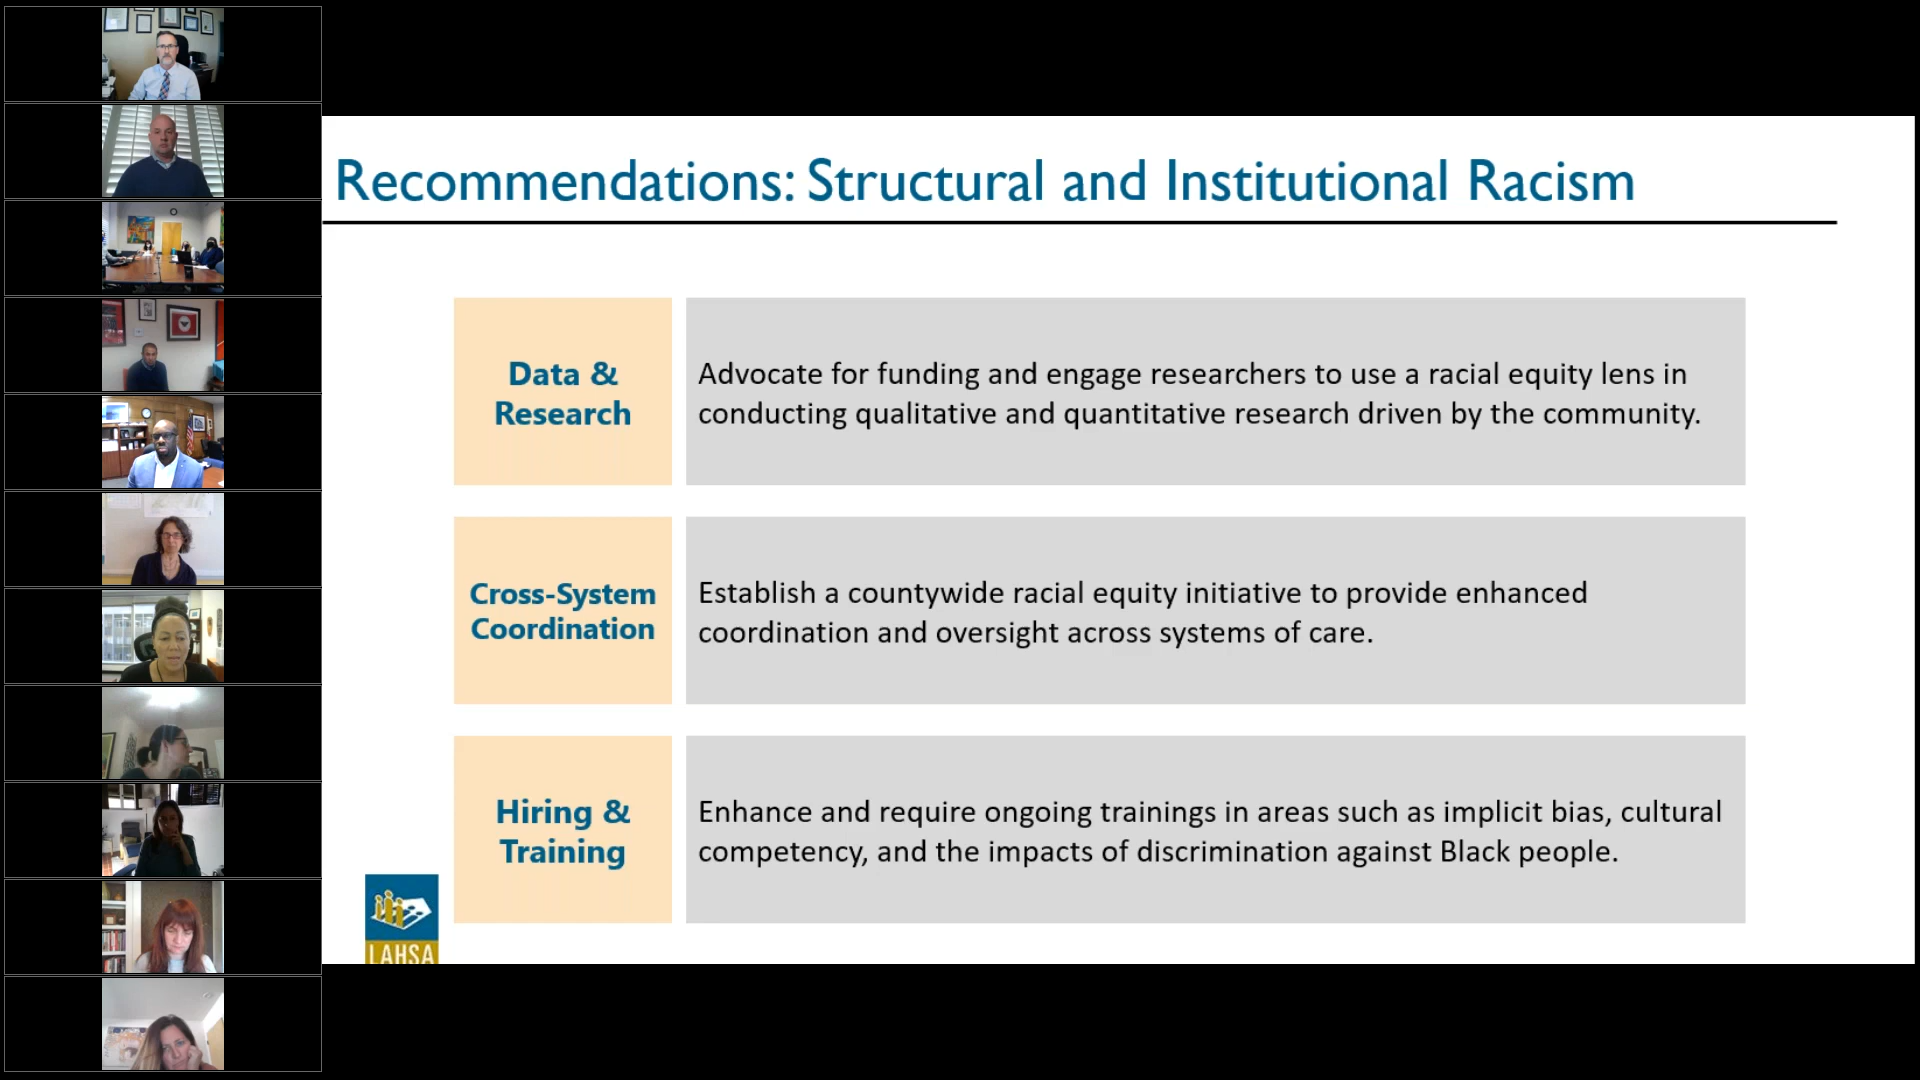 Recommendations: Structural and Institutional Racism
Data &
Research
Advocate for funding and engage researchers to use a racial equity lens in
conducting qualitative and quantitative research driven by the community.
Cross-System
Coordination
Establish a countywide racial equity initiative to provide enhanced
coordination and oversight across systems of care.
Hiring &
Training
Enhance and require ongoing trainings in areas such as implicit bias, cultural
competency, and the impacts of discrimination against Black people.
LAHSA